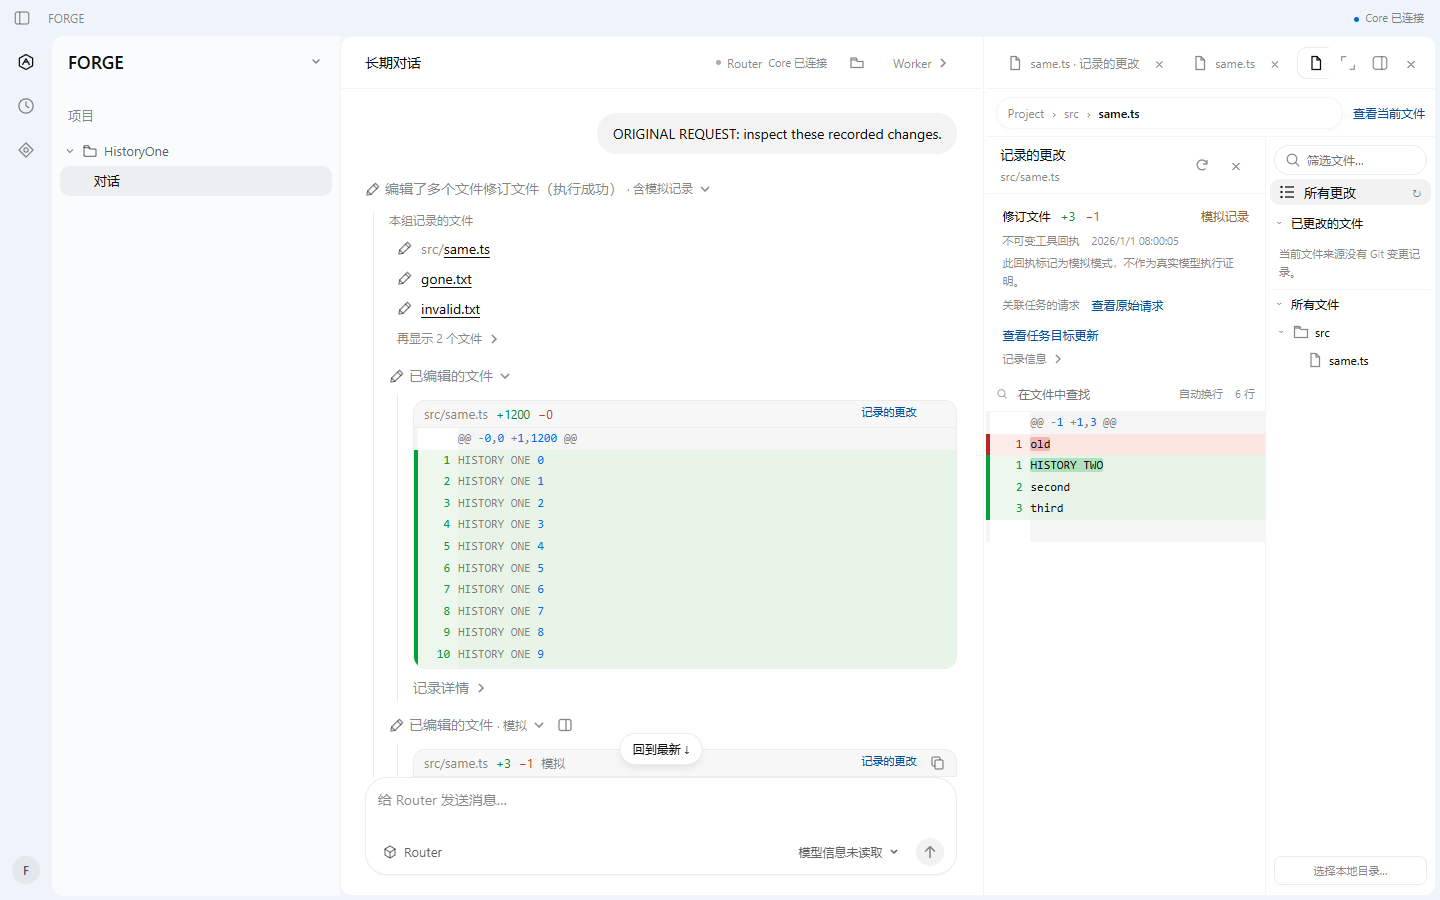 FORGE
Core 已连接
FORGE
项目
HistoryOne
对话
F
长期对话
Router Core 已连接
Worker
ORIGINAL REQUEST: inspect these recorded changes.
编辑了多个文件修订文件（执行成功） · 含模拟记录
本组记录的文件
src/same.ts
gone.txt
invalid.txt
再显示 2 个文件
已编辑的文件
src/same.ts +1200 −0 记录的更改
@@ -0,0 +1,1200 @@
1 HISTORY ONE 0
2 HISTORY ONE 1
3 HISTORY ONE 2
4 HISTORY ONE 3
5 HISTORY ONE 4
6 HISTORY ONE 5
7 HISTORY ONE 6
8 HISTORY ONE 7
9 HISTORY ONE 8
10 HISTORY ONE 9
记录详情
已编辑的文件 · 模拟
回到最新 ↓
src/same.ts +3 −1 模拟 记录的更改
给 Router 发送消息...
Router
模型信息未读取
same.ts · 记录的更改 ×
same.ts ×
Project › src › same.ts
查看当前文件
记录的更改
src/same.ts
修订文件 +3 −1 模拟记录
不可变工具回执 2026/1/1 08:00:05
此回执标记为模拟模式，不作为真实模型执行证
明。
关联任务的请求 查看原始请求
查看任务目标更新
记录信息
在文件中查找 自动换行 6 行
@@ -1 +1,3 @@
1 old
1 HISTORY TWO
2 second
3 third
筛选文件...
所有更改
已更改的文件
当前文件来源没有 Git 变更记
录。
所有文件
src
same.ts
选择本地目录...